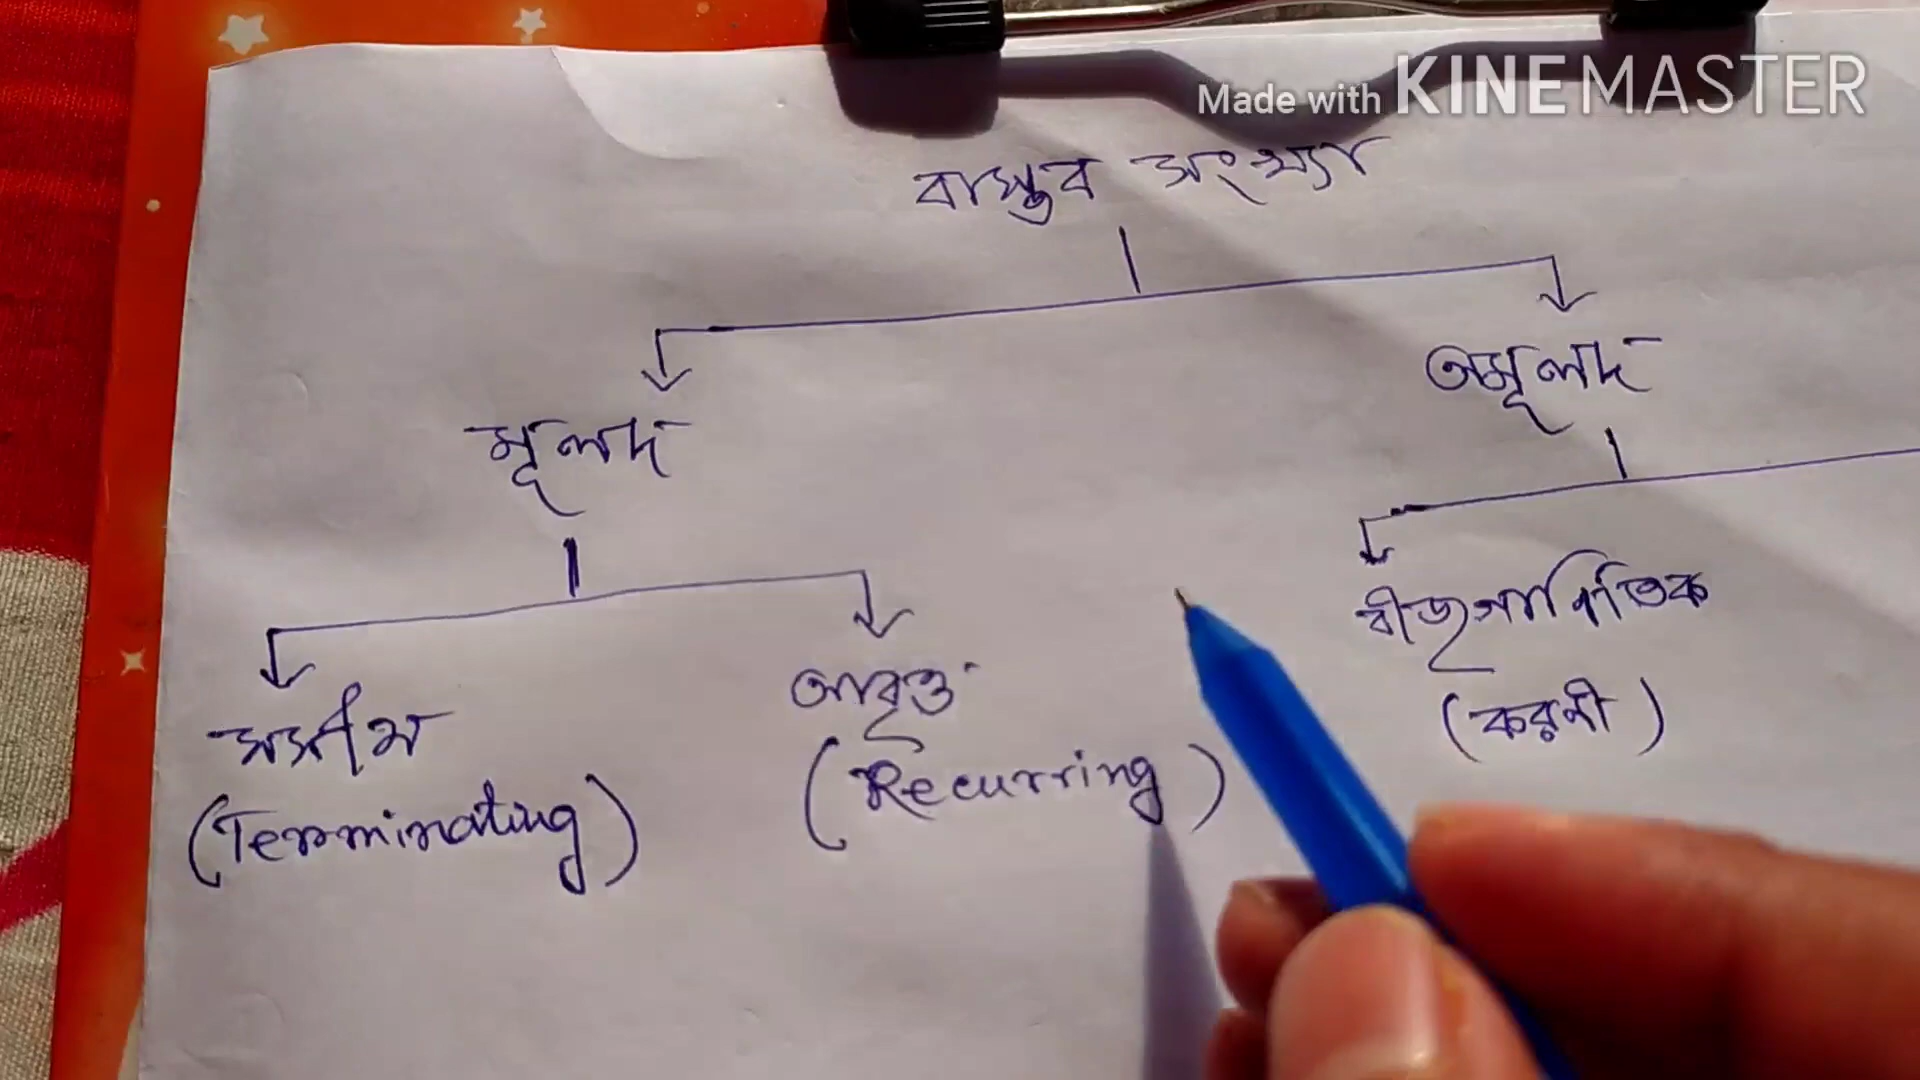 Made with KINEMASTER
বাস্তব সংখ্যা
মূলদ
অমূলদ
সসীম
(Terminating)
আবৃত্ত
(Recurring)
বীজগাণিতিক
(করণী)